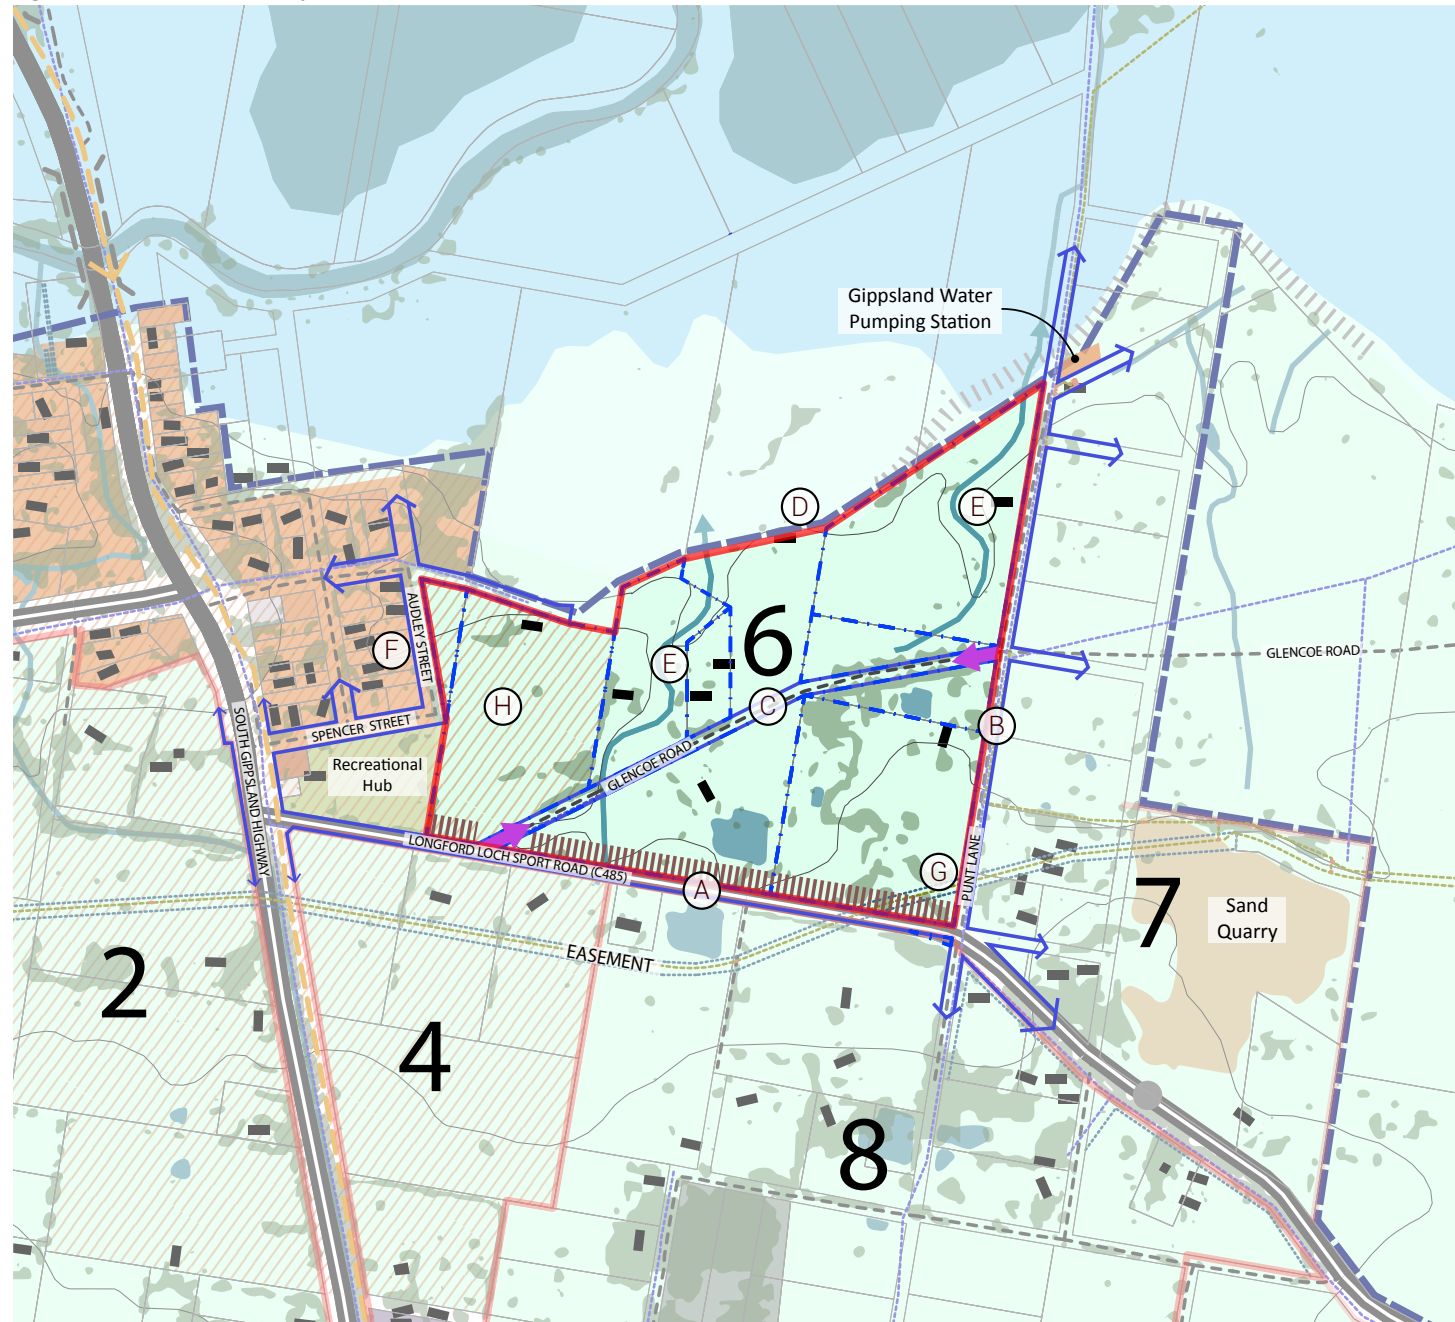 Gippsland Water
Pumping Station
D
E
AUDLEY STREET
F
6
E
GLENCOE ROAD
H
C
B
SPENCER STREET
SOUTH GIPPSLAND HIGHWAY
Recreational
Hub
GLENCOE ROAD
LONGFORD LOCH SPORT ROAD (C485)
A
G
PUNT LANE
7
Sand
Quarry
EASEMENT
2
4
8